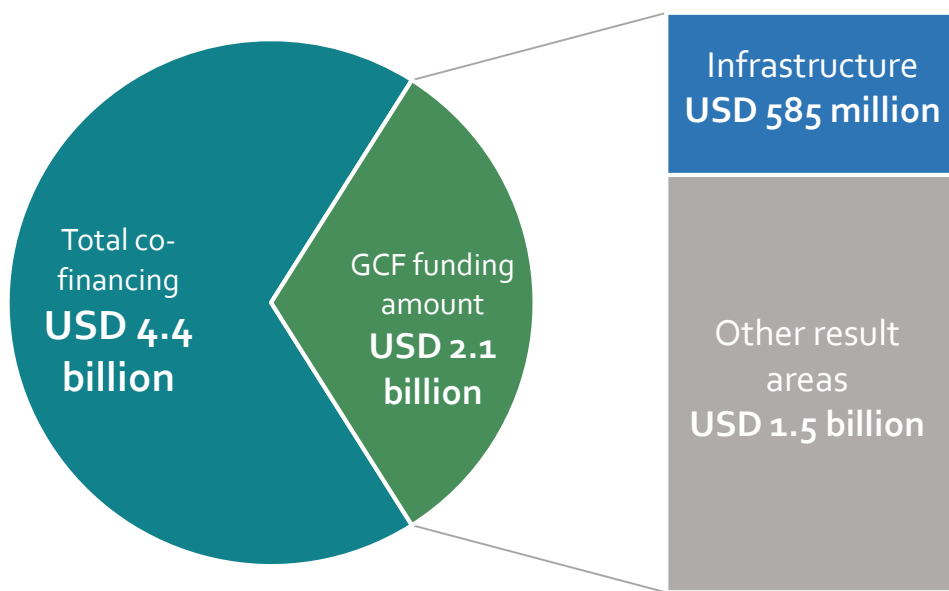 Total co-
financing
USD 4.4
billion
GCF funding
amount
USD 2.1
billion
Infrastructure
USD 585 million
Other result
areas
USD 1.5 billion